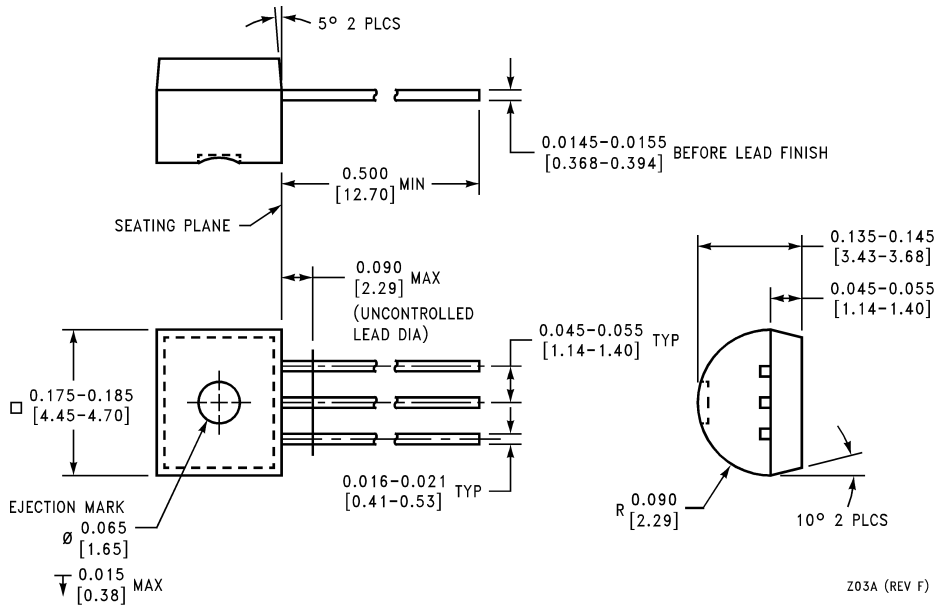 5° 2 PLCS
0.0145-0.0155
[0.368-0.394]
BEFORE LEAD FINISH
0.500
[12.70]
MIN
SEATING PLANE
0.090
[2.29]
MAX
(UNCONTROLLED
LEAD DIA)
0.045-0.055
[1.14-1.40]
TYP
0.175-0.185
[4.45-4.70]
0.016-0.021
[0.41-0.53]
TYP
EJECTION MARK
Ø 0.065
[1.65]
0.015
[0.38]
MAX
0.135-0.145
[3.43-3.68]
0.045-0.055
[1.14-1.40]
R 0.090
[2.29]
10° 2 PLCS
Z03A (REV F)